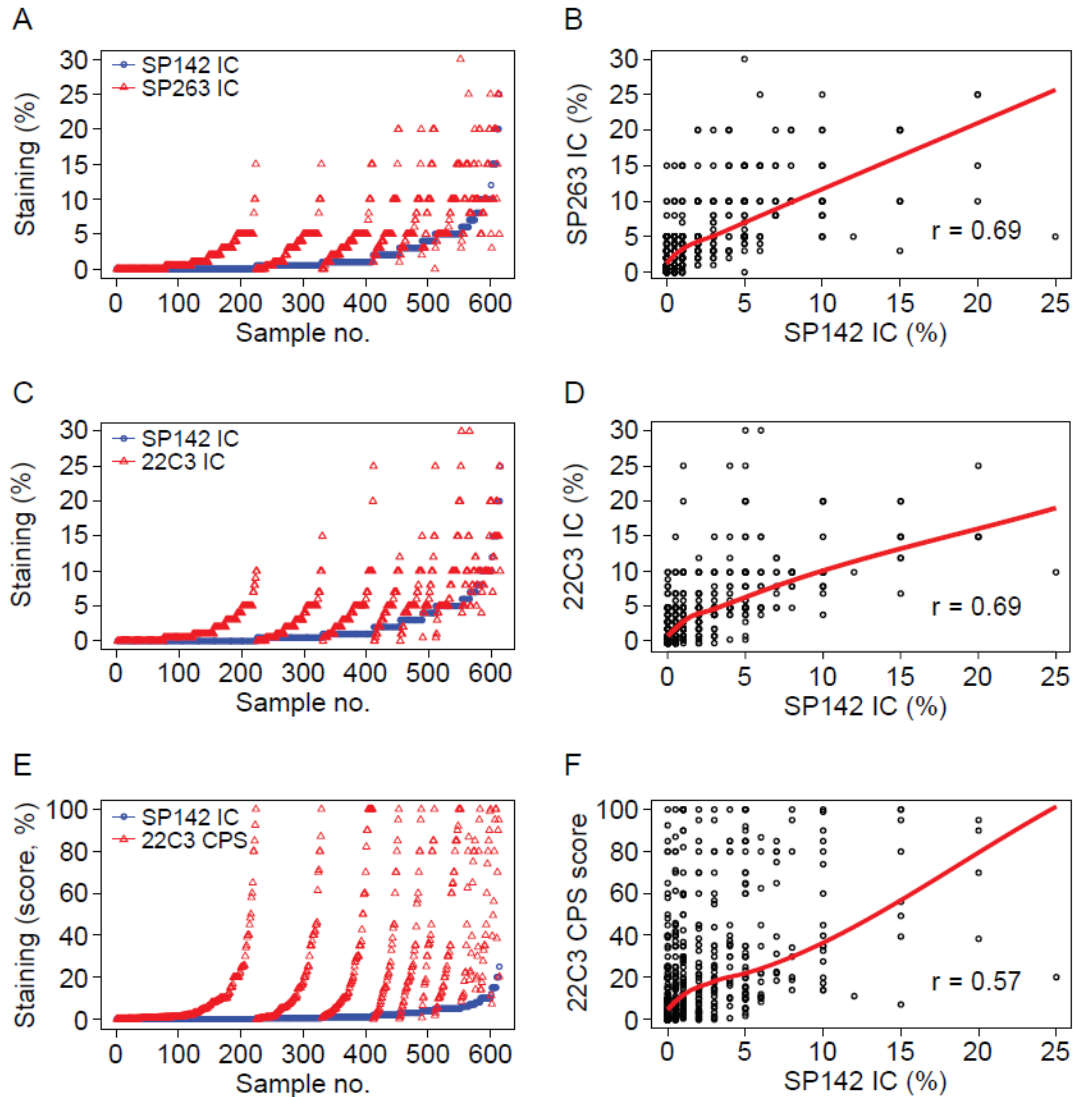 A
Staining (%)
30
25
20
15
10
5
0
SP142 IC
SP263 IC
0 100 200 300 400 500 600
Sample no.
B
SP263 IC (%)
30
25
20
15
10
5
0
r = 0.69
0 5 10 15 20 25
SP142 IC (%)
C
Staining (%)
30
25
20
15
10
5
0
SP142 IC
22C3 IC
0 100 200 300 400 500 600
Sample no.
D
22C3 IC (%)
30
25
20
15
10
5
0
r = 0.69
0 5 10 15 20 25
SP142 IC (%)
E
Staining (score, %)
100
80
60
40
20
0
SP142 IC
22C3 CPS
0 100 200 300 400 500 600
Sample no.
F
22C3 CPS score
100
80
60
40
20
0
r = 0.57
0 5 10 15 20 25
SP142 IC (%)